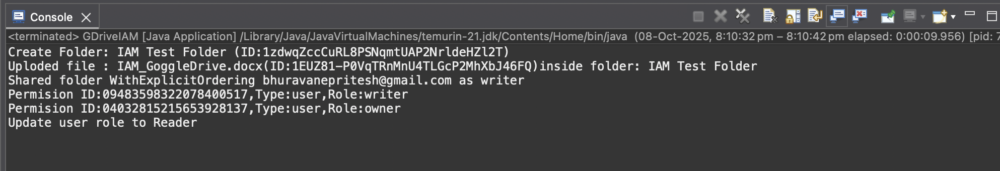 Console
<terminated> GDriveIAM [Java Application] /Library/Java/JavaVirtualMachines/temurin-21.jdk/Contents/Home/bin/java (08-Oct-2025, 8:10:32 pm – 8:10:42 pm elapsed: 0:00:09.956) [pid: 7
Create Folder: IAM Test Folder (ID:1zdwqZccCuRL8PSNqmtUAP2NrldeHZl2T)
Uploded file : IAM_GoggleDrive.docx(ID:1EUZ81-P0VqTRnMnU4TLGcP2MhXbJ46FQ)inside folder: IAM Test Folder
Shared folder WithExplicitOrdering bhuravanepritesh@gmail.com as writer
Permision ID:09483598322078400517,Type:user,Role:writer
Permision ID:04032815215653928137,Type:user,Role:owner
Update user role to Reader